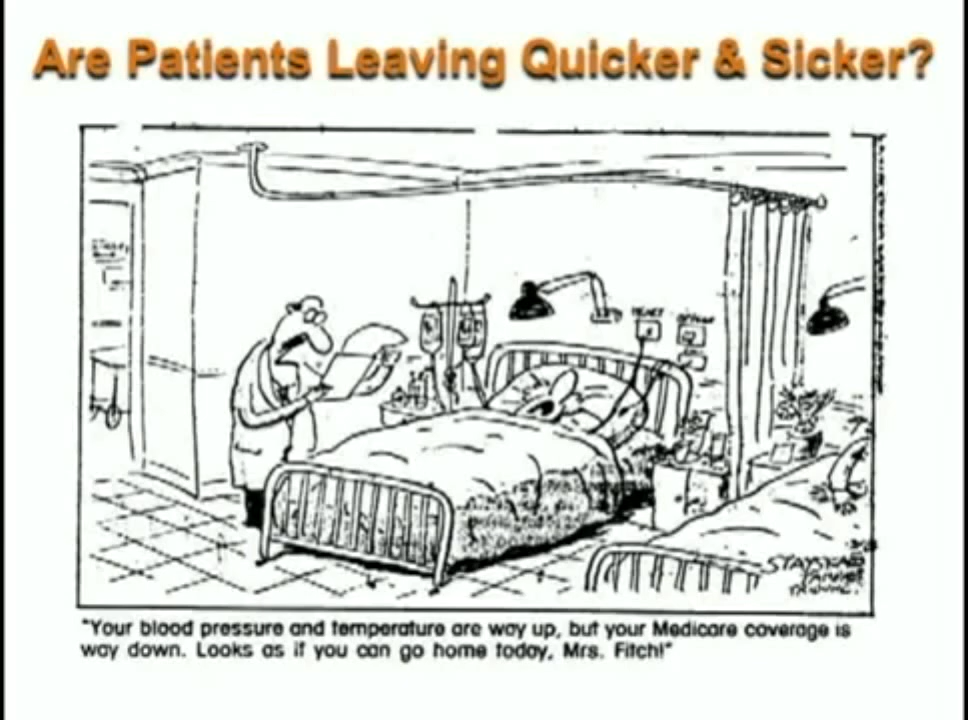 Are Patients Leaving Quicker & Sicker?
"Your blood pressure and temperature are way up, but your Medicare coverage is
way down. Looks as if you can go home today, Mrs. Fitch!"